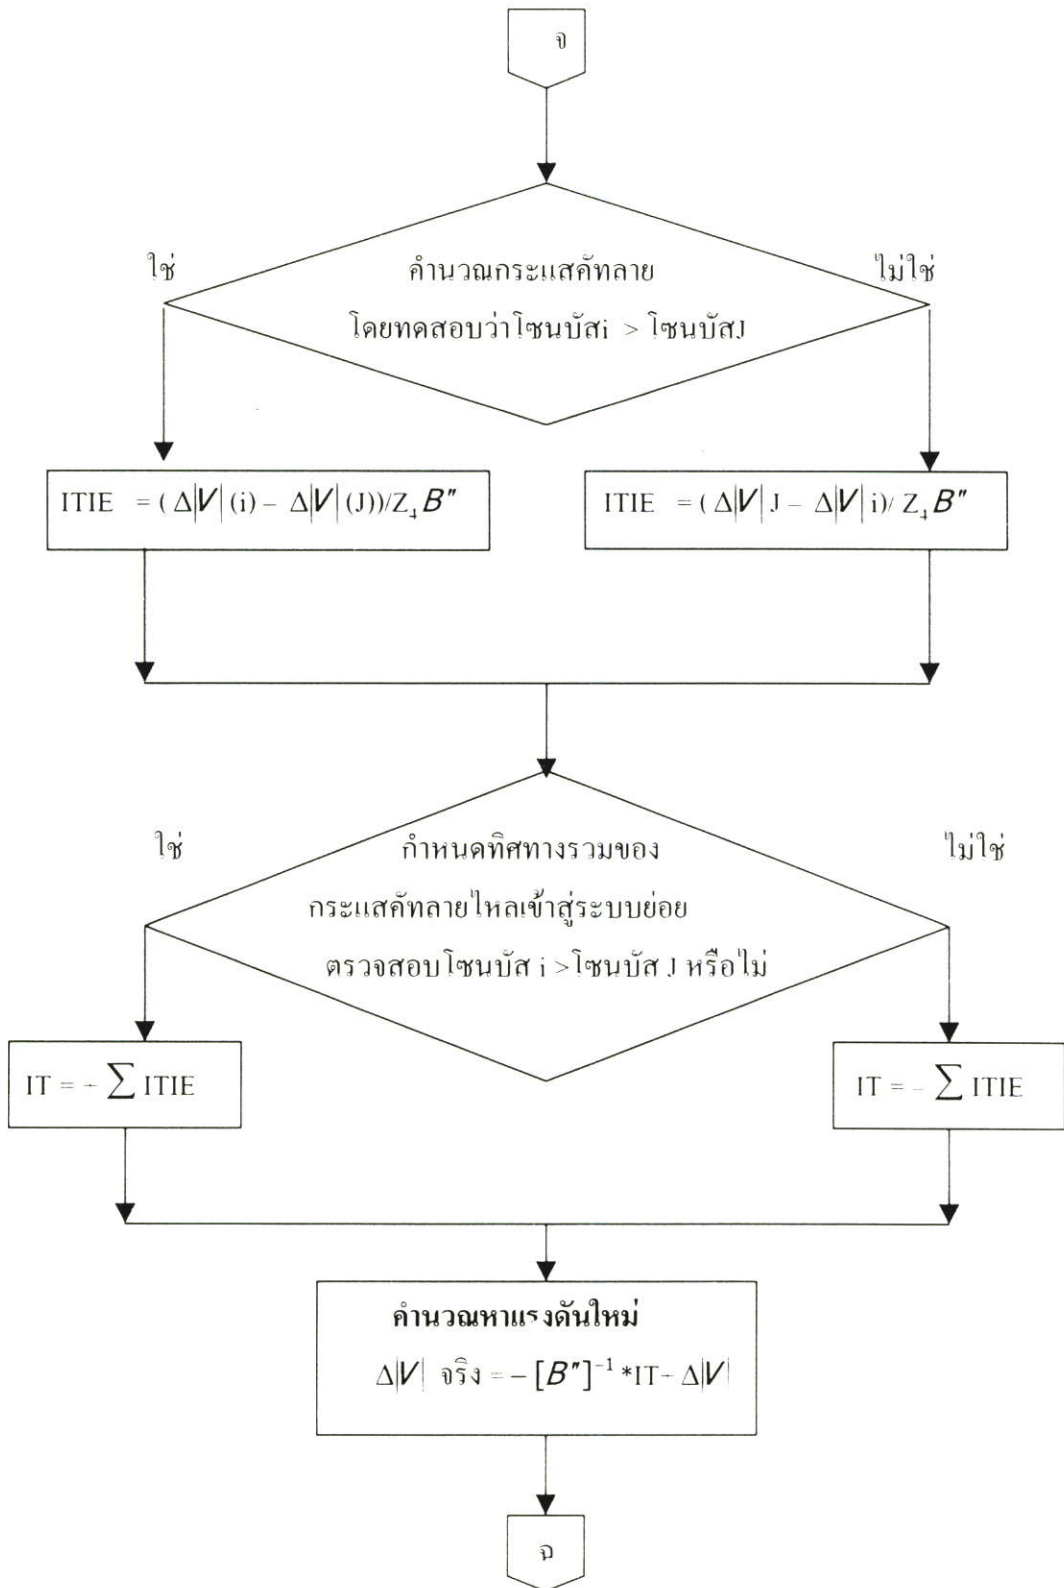 จ
ใช่
ไม่ใช่
คำนวณกระแสคัทลาย
โดยทดสอบว่าโซนบัสi > โซนบัสJ
ITIE = ( Δ|V| (i) – Δ|V| (J))/Z₄ B″
ITIE = ( Δ|V| J – Δ|V| i)/ Z₄ B″
ใช่
ไม่ใช่
กำหนดทิศทางรวมของ
กระแสคัทลายไหลเข้าสู่ระบบย่อย
ตรวจสอบโซนบัส i >โซนบัส J หรือไม่
IT = - ∑ ITIE
IT = - ∑ ITIE
คำนวณหาแรงดันใหม่
Δ|V| จริง = – [B″]⁻¹ *IT- Δ|V|
ฉ